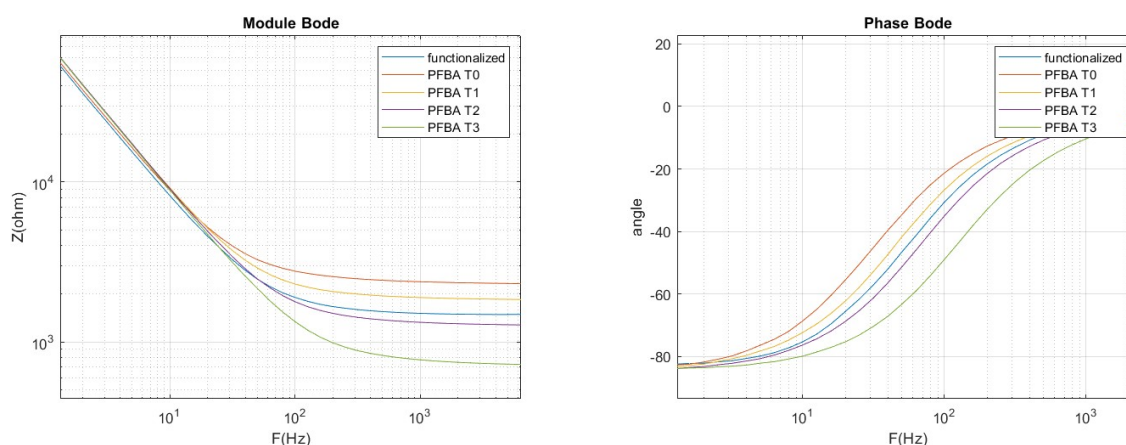 Module Bode
Z(ohm)
10^4
10^3
10^1
10^2
10^3
F(Hz)
functionalized
PFBA T0
PFBA T1
PFBA T2
PFBA T3
Phase Bode
angle
20
0
-20
-40
-60
-80
10^1
10^2
10^3
F(Hz)
functionalized
PFBA T0
PFBA T1
PFBA T2
PFBA T3